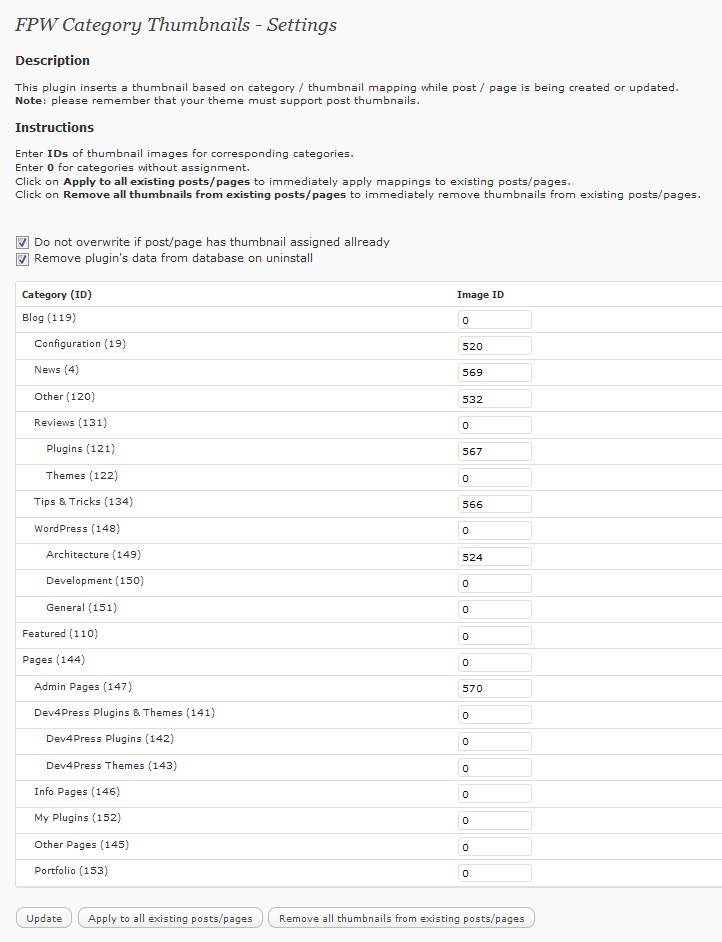 FPW Category Thumbnails - Settings
Description
This plugin inserts a thumbnail based on category / thumbnail mapping while post / page is being created or updated.
Note: please remember that your theme must support post thumbnails.
Instructions
Enter IDs of thumbnail images for corresponding categories.
Enter 0 for categories without assignment.
Click on Apply to all existing posts/pages to immediately apply mappings to existing posts/pages.
Click on Remove all thumbnails from existing posts/pages to immediately remove thumbnails from existing posts/pages.
Do not overwrite if post/page has thumbnail assigned allready
Remove plugin's data from database on uninstall
Category (ID) Image ID
Blog (119) 0
Configuration (19) 520
News (4) 569
Other (120) 532
Reviews (131) 0
Plugins (121) 567
Themes (122) 0
Tips & Tricks (134) 566
WordPress (148) 0
Architecture (149) 524
Development (150) 0
General (151) 0
Featured (110) 0
Pages (144) 0
Admin Pages (147) 570
Dev4Press Plugins & Themes (141) 0
Dev4Press Plugins (142) 0
Dev4Press Themes (143) 0
Info Pages (146) 0
My Plugins (152) 0
Other Pages (145) 0
Portfolio (153) 0
Update Apply to all existing posts/pages Remove all thumbnails from existing posts/pages